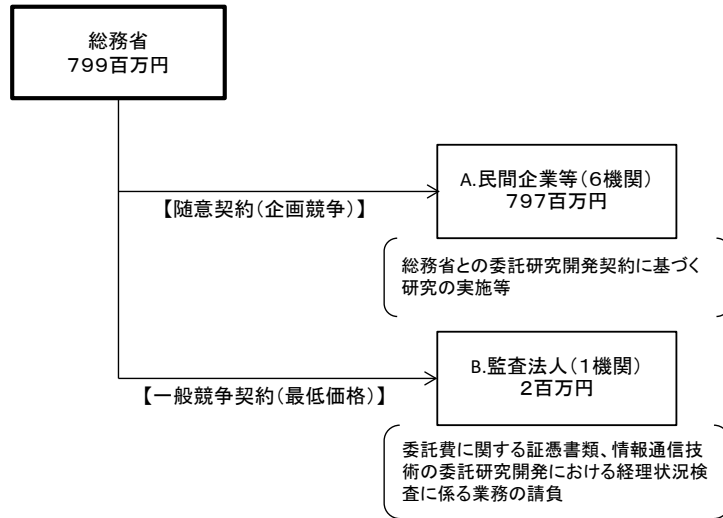 総務省
799百万円
A.民間企業等(6機関)
797百万円
【随意契約(企画競争)】
総務省との委託研究開発契約に基づく
研究の実施等
B.監査法人(1機関)
2百万円
【一般競争契約(最低価格)】
委託費に関する証憑書類、情報通信技
術の委託研究開発における経理状況検
査に係る業務の請負